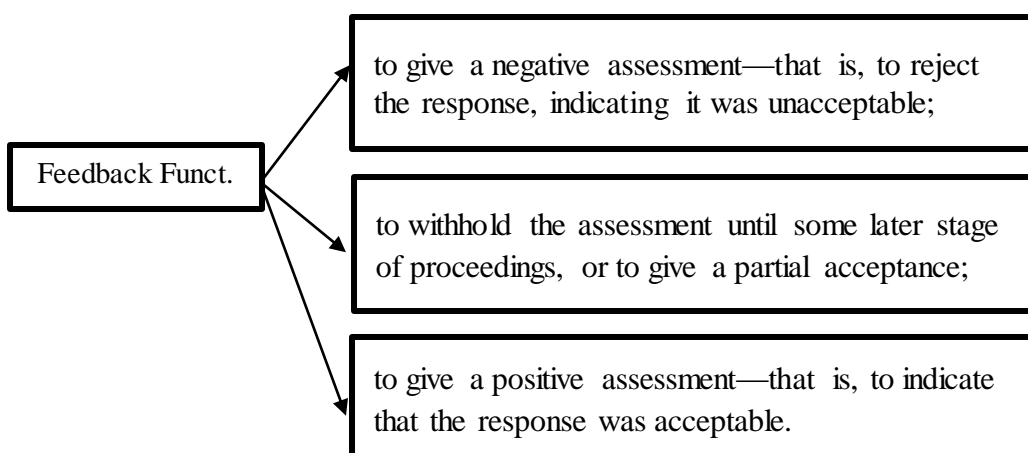 to give a negative assessment—that is, to reject
the response, indicating it was unacceptable;
Feedback Funct.
to withhold the assessment until some later stage
of proceedings, or to give a partial acceptance;
to give a positive assessment—that is, to indicate
that the response was acceptable.